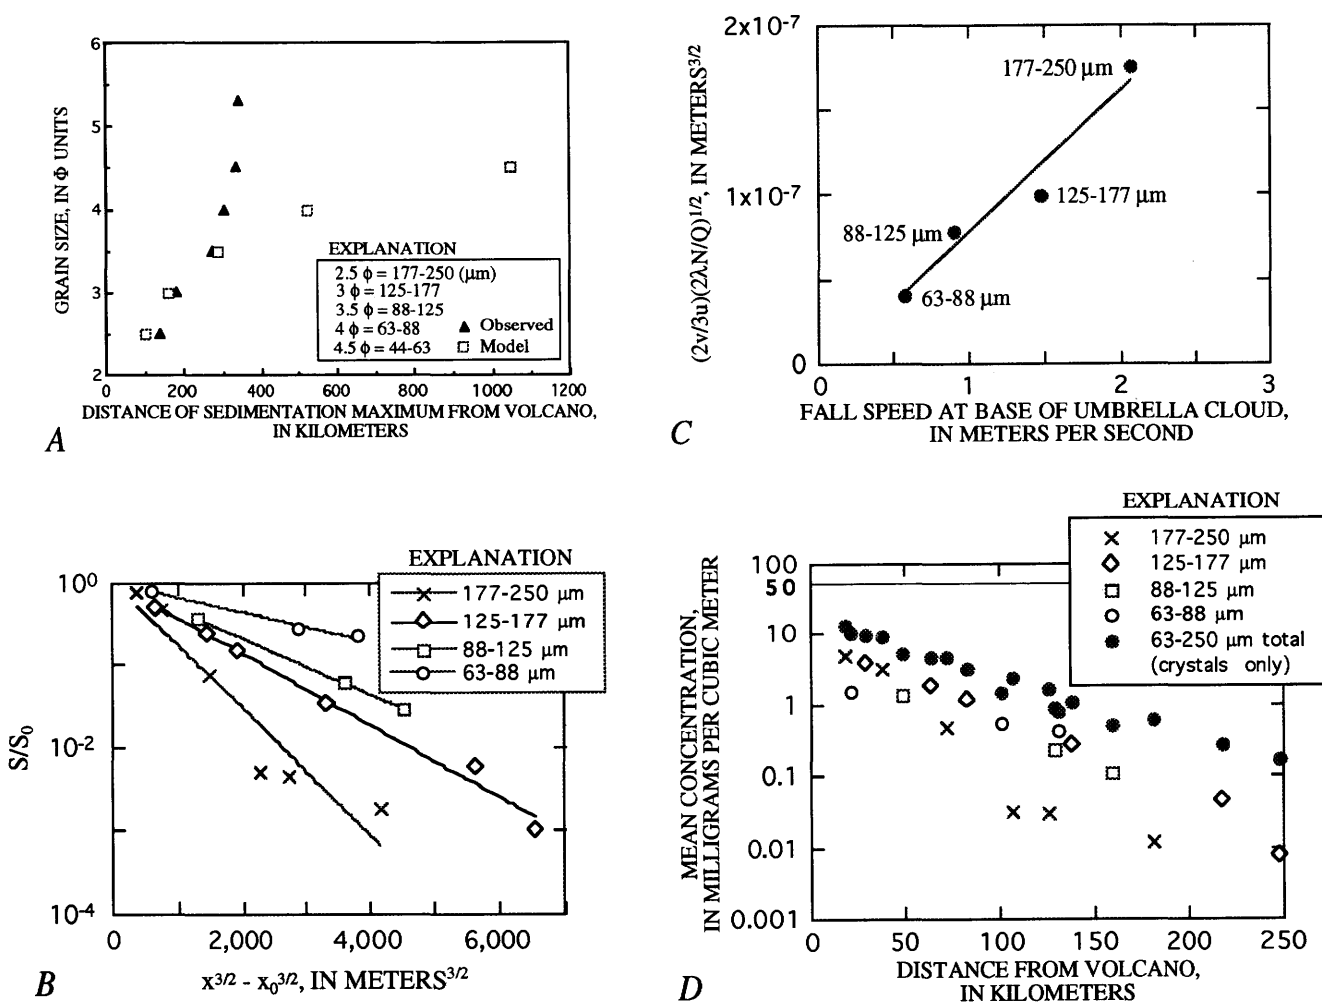 6
5
4
3
2
GRAIN SIZE, IN Φ UNITS
EXPLANATION
2.5 ϕ = 177-250 (µm)
3 ϕ = 125-177
3.5 ϕ = 88-125
4 ϕ = 63-88
4.5 ϕ = 44-63
Observed
Model
0 200 400 600 800 1000 1200
DISTANCE OF SEDIMENTATION MAXIMUM FROM VOLCANO,
IN KILOMETERS
A
2x10⁻⁷
1x10⁻⁷
0
(2v/3u)(2λN/Q)^1/2, IN METERS^3/2
177-250 µm
125-177 µm
88-125 µm
63-88 µm
0 1 2 3
FALL SPEED AT BASE OF UMBRELLA CLOUD,
IN METERS PER SECOND
C
EXPLANATION
177-250 µm
125-177 µm
88-125 µm
63-88 µm
10⁰
10⁻²
10⁻⁴
S/S₀
0 2,000 4,000 6,000
x^3/2 - x₀^3/2, IN METERS^3/2
B
EXPLANATION
177-250 µm
125-177 µm
88-125 µm
63-88 µm
63-250 µm total
(crystals only)
100
50
10
1
0.1
0.01
0.001
MEAN CONCENTRATION,
IN MILLIGRAMS PER CUBIC METER
0 50 100 150 200 250
DISTANCE FROM VOLCANO,
IN KILOMETERS
D